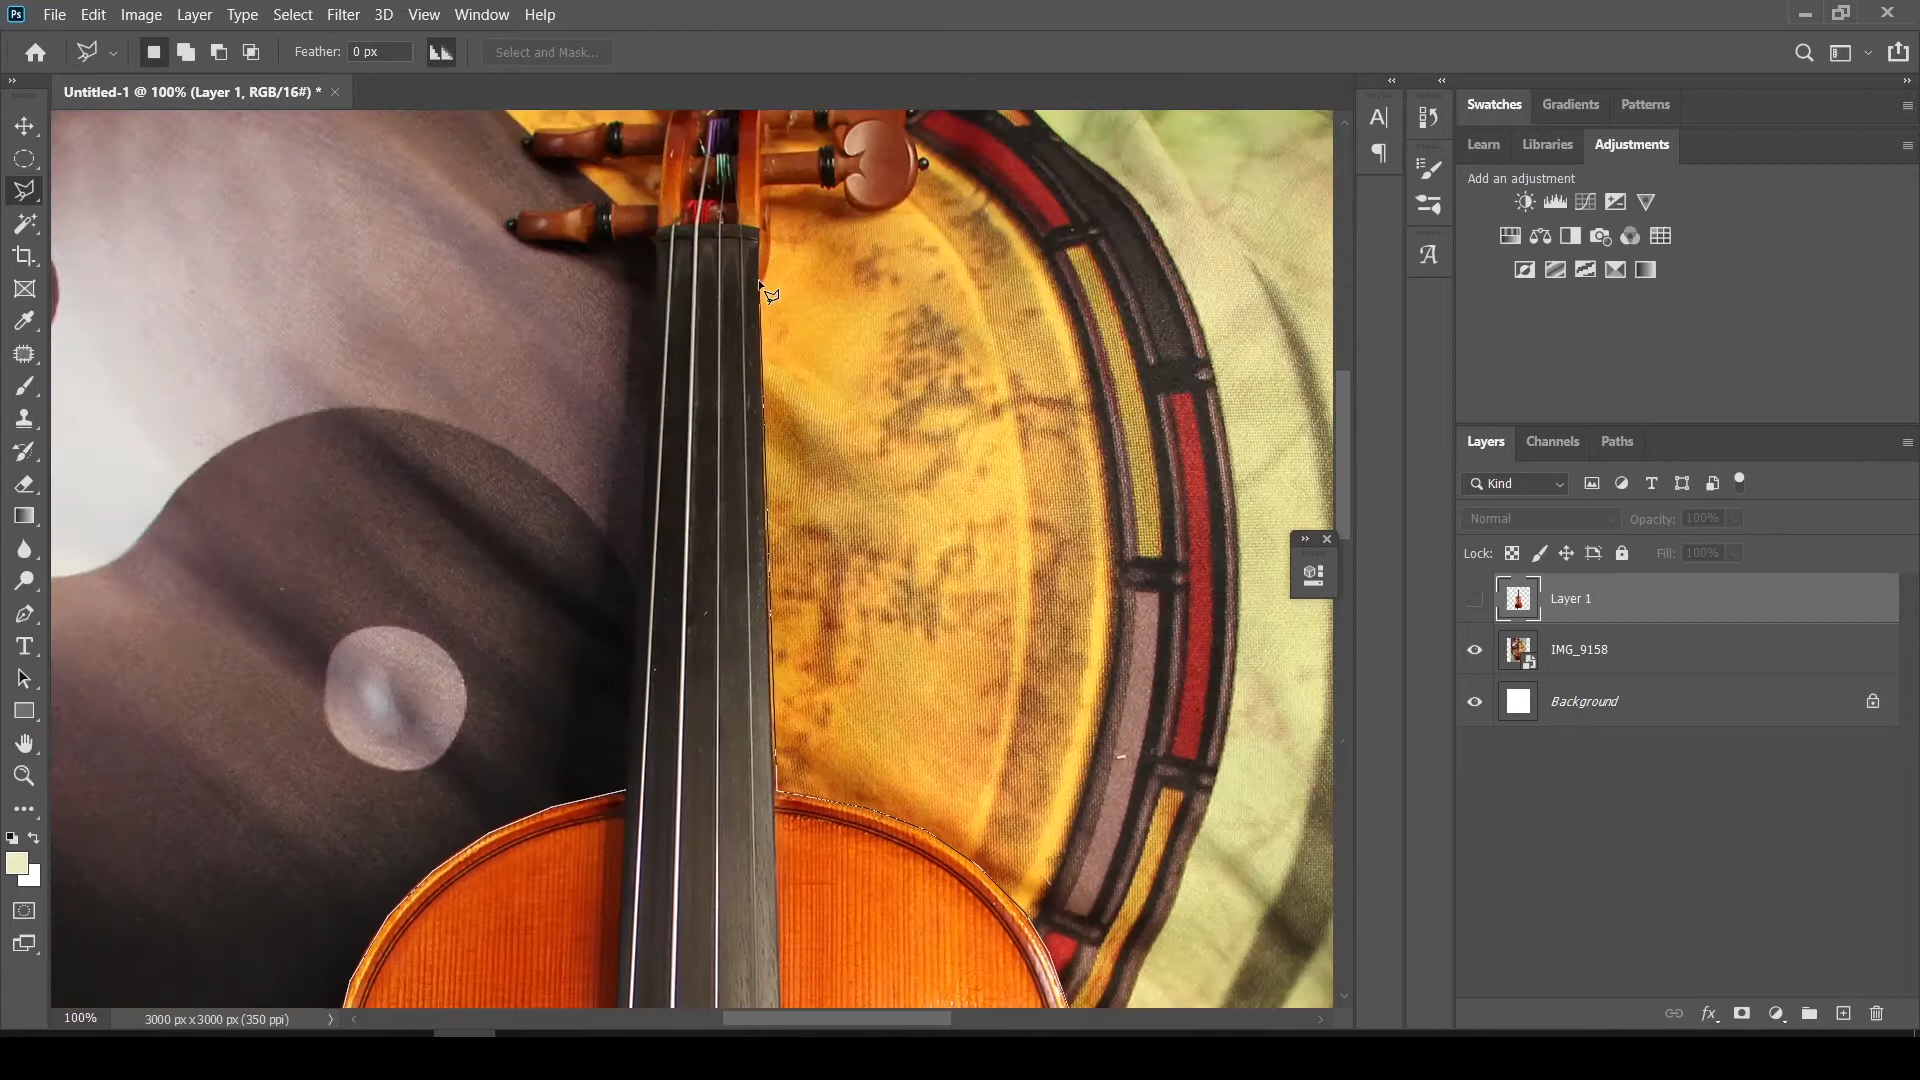 Ps File Edit Image Layer Type Select Filter 3D View Window Help
Feather: 0 px Select and Mask...
Untitled-1 @ 100% (Layer 1, RGB/16#) *
Swatches Gradients Patterns
Learn Libraries Adjustments
Add an adjustment
Layers Channels Paths
Kind
Normal Opacity: 100%
Lock: Fill: 100%
Layer 1
IMG_9158
Background
100% 3000 px x 3000 px (350 ppi)
fx